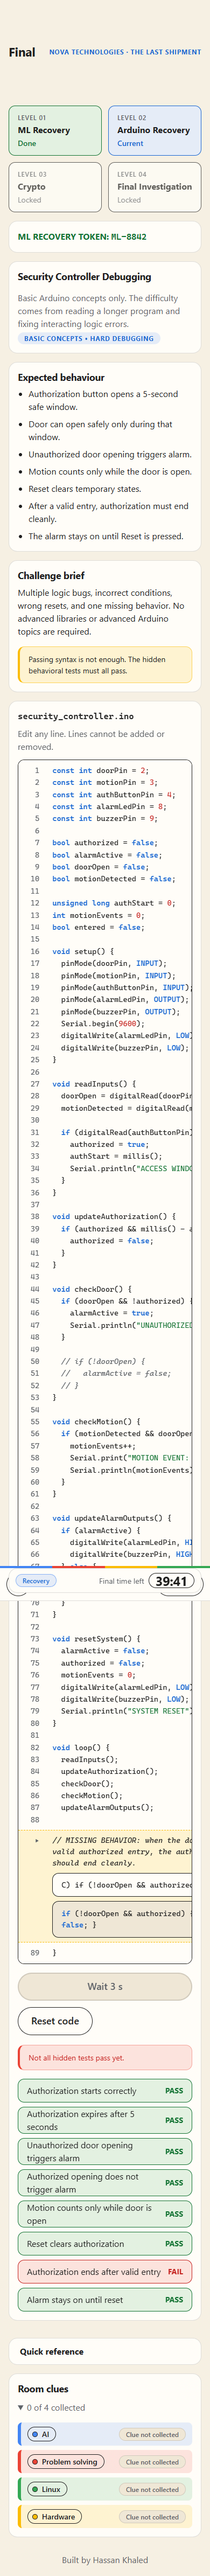 Final
NOVA TECHNOLOGIES · THE LAST SHIPMENT
LEVEL 01
ML Recovery
Done
LEVEL 02
Arduino Recovery
Current
LEVEL 03
Crypto
Locked
LEVEL 04
Final Investigation
Locked
ML RECOVERY TOKEN: ML-8842
Security Controller Debugging
Basic Arduino concepts only. The difficulty
comes from reading a longer program and
fixing interacting logic errors.
BASIC CONCEPTS • HARD DEBUGGING
Expected behaviour
• Authorization button opens a 5-second
safe window.
• Door can open safely only during that
window.
• Unauthorized door opening triggers alarm.
• Motion counts only while the door is open.
• Reset clears temporary states.
• After a valid entry, authorization must end
cleanly.
• The alarm stays on until Reset is pressed.
Challenge brief
Multiple logic bugs, incorrect conditions,
wrong resets, and one missing behavior. No
advanced libraries or advanced Arduino
topics are required.
Passing syntax is not enough. The hidden
behavioral tests must all pass.
security_controller.ino
Edit any line. Lines cannot be added or
removed.
1 const int doorPin = 2;
2 const int motionPin = 3;
3 const int authButtonPin = 4;
4 const int alarmLedPin = 8;
5 const int buzzerPin = 9;
6
7 bool authorized = false;
8 bool alarmActive = false;
9 bool doorOpen = false;
10 bool motionDetected = false;
11
12 unsigned long authStart = 0;
13 int motionEvents = 0;
14 bool entered = false;
15
16 void setup() {
17 pinMode(doorPin, INPUT);
18 pinMode(motionPin, INPUT);
19 pinMode(authButtonPin, INPUT);
20 pinMode(alarmLedPin, OUTPUT);
21 pinMode(buzzerPin, OUTPUT);
22 Serial.begin(9600);
23 digitalWrite(alarmLedPin, LOW)
24 digitalWrite(buzzerPin, LOW);
25 }
26
27 void readInputs() {
28 doorOpen = digitalRead(doorPin
29 motionDetected = digitalRead(m
30
31 if (digitalRead(authButtonPin)
32 authorized = true;
33 authStart = millis();
34 Serial.println("ACCESS WINDO
35 }
36 }
37
38 void updateAuthorization() {
39 if (authorized && millis() - a
40 authorized = false;
41 }
42 }
43
44 void checkDoor() {
45 if (doorOpen && !authorized) {
46 alarmActive = true;
47 Serial.println("UNAUTHORIZED
48 }
49
50 // if (!doorOpen) {
51 // alarmActive = false;
52 // }
53 }
54
55 void checkMotion() {
56 if (motionDetected && doorOpen
57 motionEvents++;
58 Serial.print("MOTION EVENT:
59 Serial.println(motionEvents)
60 }
61 }
62
63 void updateAlarmOutputs() {
64 if (alarmActive) {
65 digitalWrite(alarmLedPin, HI
66 digitalWrite(buzzerPin, HIGH
Recovery
Final time left 39:41
70 }
71 }
72
73 void resetSystem() {
74 alarmActive = false;
75 authorized = false;
76 motionEvents = 0;
77 digitalWrite(alarmLedPin, LOW)
78 digitalWrite(buzzerPin, LOW);
79 Serial.println("SYSTEM RESET")
80 }
81
82 void loop() {
83 readInputs();
84 updateAuthorization();
85 checkDoor();
86 checkMotion();
87 updateAlarmOutputs();
88
// MISSING BEHAVIOR: when the do
valid authorized entry, the auth
should end cleanly.
C) if (!doorOpen && authorized
if (!doorOpen && authorized) {
false; }
89 }
Wait 3 s
Reset code
Not all hidden tests pass yet.
Authorization starts correctly PASS
Authorization expires after 5
seconds PASS
Unauthorized door opening
triggers alarm PASS
Authorized opening does not
trigger alarm PASS
Motion counts only while door is
open PASS
Reset clears authorization PASS
Authorization ends after valid entry FAIL
Alarm stays on until reset PASS
Quick reference
Room clues
▼ 0 of 4 collected
AI Clue not collected
Problem solving Clue not collected
Linux Clue not collected
Hardware Clue not collected
Built by Hassan Khaled